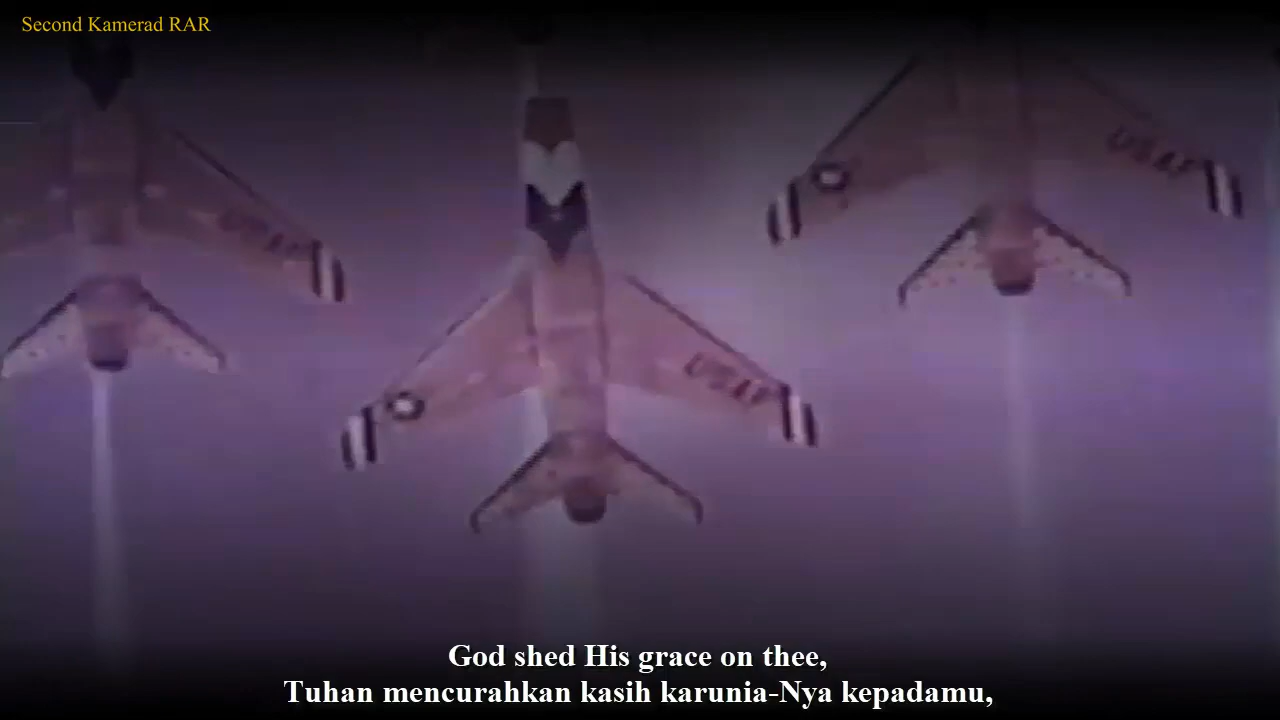 Second Kamerad RAR
USAF
USAF
USAF
God shed His grace on thee,
Tuhan mencurahkan kasih karunia-Nya kepadamu,